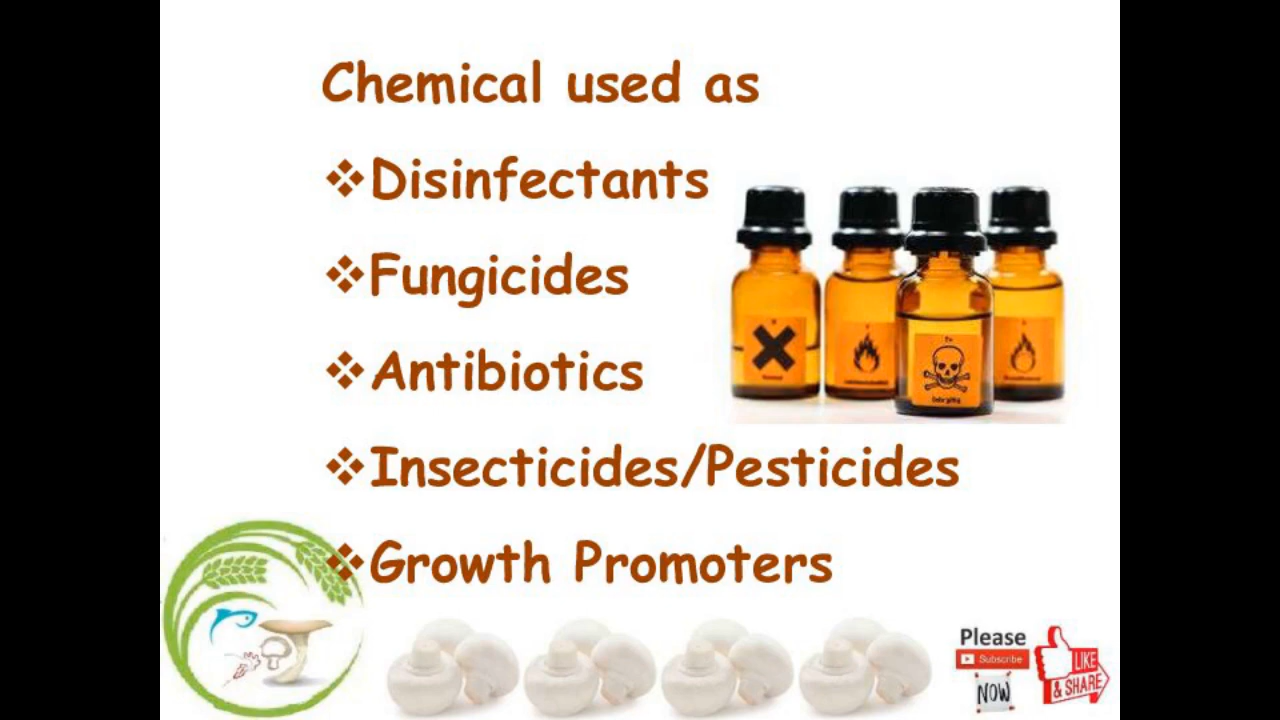 Chemical used as
❖Disinfectants
❖Fungicides
❖Antibiotics
❖Insecticides/Pesticides
❖Growth Promoters
Please
Subscribe
NOW
LIKE
& SHARE